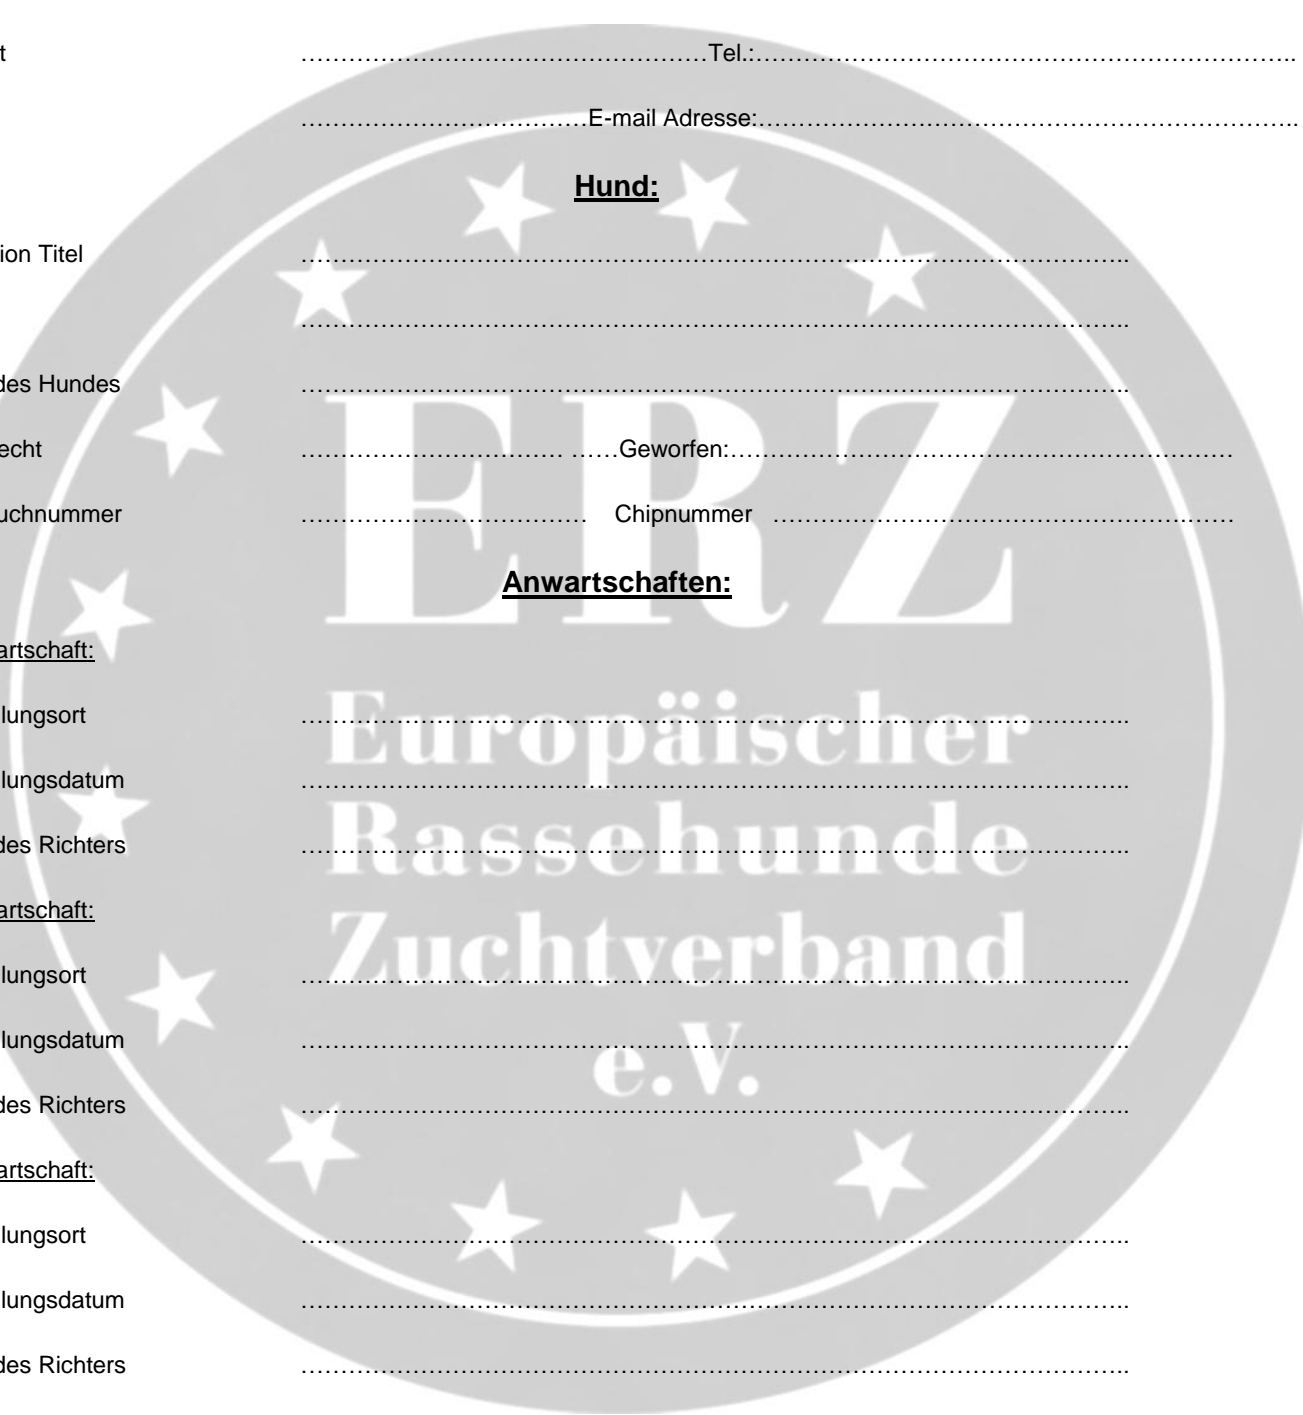 t ……………………………………………Tel.:…………………………………………………………..
………………………………E-mail Adresse:…………………………………………………………..
Hund:
ion Titel …………………………………………………………………………………………..
…………………………………………………………………………………………..
des Hundes …………………………………………………………………………………………..
echt …………………………… ……Geworfen:………………………………………………………
uchnummer ……………………………… Chipnummer ……………………………………………..……
Anwartschaften:
artschaft:
lungsort …………………………………………………………………………………………..
lungsdatum …………………………………………………………………………………………..
des Richters …………………………………………………………………………………………..
artschaft:
lungsort …………………………………………………………………………………………..
lungsdatum …………………………………………………………………………………………..
des Richters …………………………………………………………………………………………..
artschaft:
lungsort …………………………………………………………………………………………..
lungsdatum …………………………………………………………………………………………..
des Richters …………………………………………………………………………………………..
ERZ
Europäischer
Rassehunde
Zuchtverband
e.V.